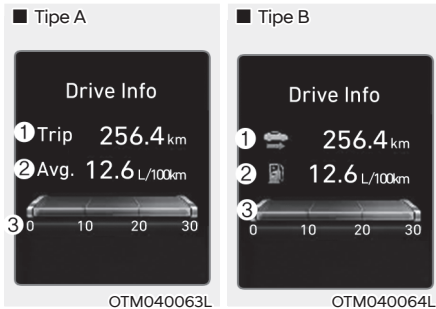 ■ Tipe A
Drive Info
① Trip 256.4 km
② Avg. 12.6 L/100km
③
0 10 20 30
OTM040063L
■ Tipe B
Drive Info
① 256.4 km
② 12.6 L/100km
③
0 10 20 30
OTM040064L